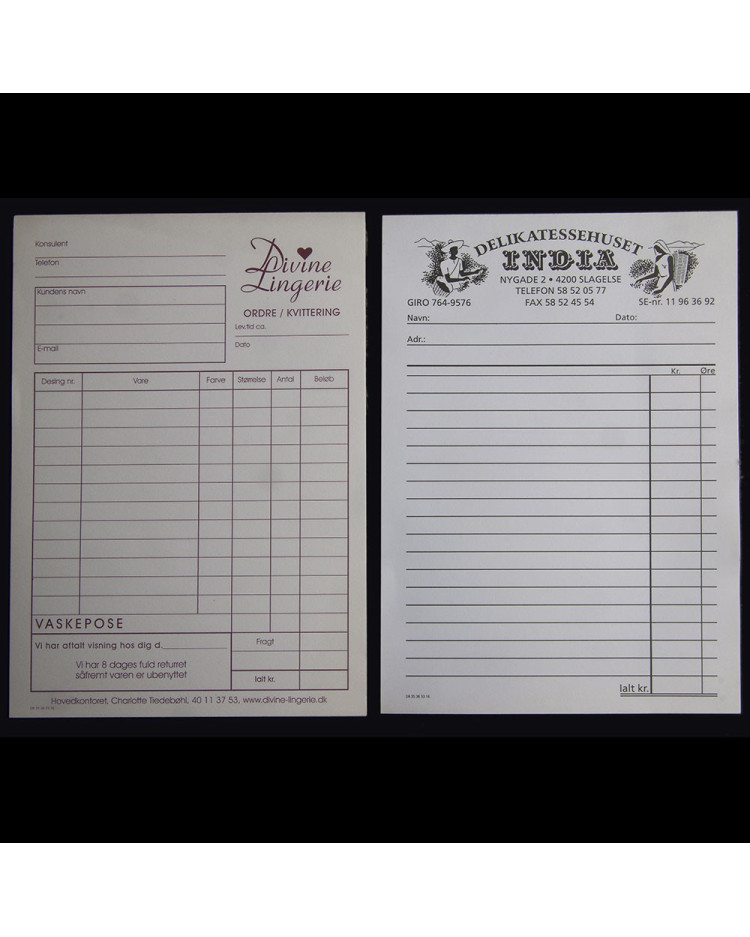 Konsulent
Telefon
Kundens navn
E-mail
Divine
Lingerie
ORDRE / KVITTERING
Lev.tid ca.
Dato
Desing nr. Vare Farve Størrelse Antal Beløb
VASKEPOSE
Vi har aftalt visning hos dig d.
Vi har 8 dages fuld returret
såfremt varen er ubenyttet
Fragt
Ialt kr.
Hovedkontoret, Charlotte Tiedebøhl, 40 11 37 53, www.divine-lingerie.dk
DELIKATESSEHUSET
INDIA
NYGADE 2 • 4200 SLAGELSE
TELEFON 58 52 05 77
GIRO 764-9576 FAX 58 52 45 54 SE-nr. 11 96 36 92
Navn: Dato:
Adr.:
Kr. Øre
Ialt kr.